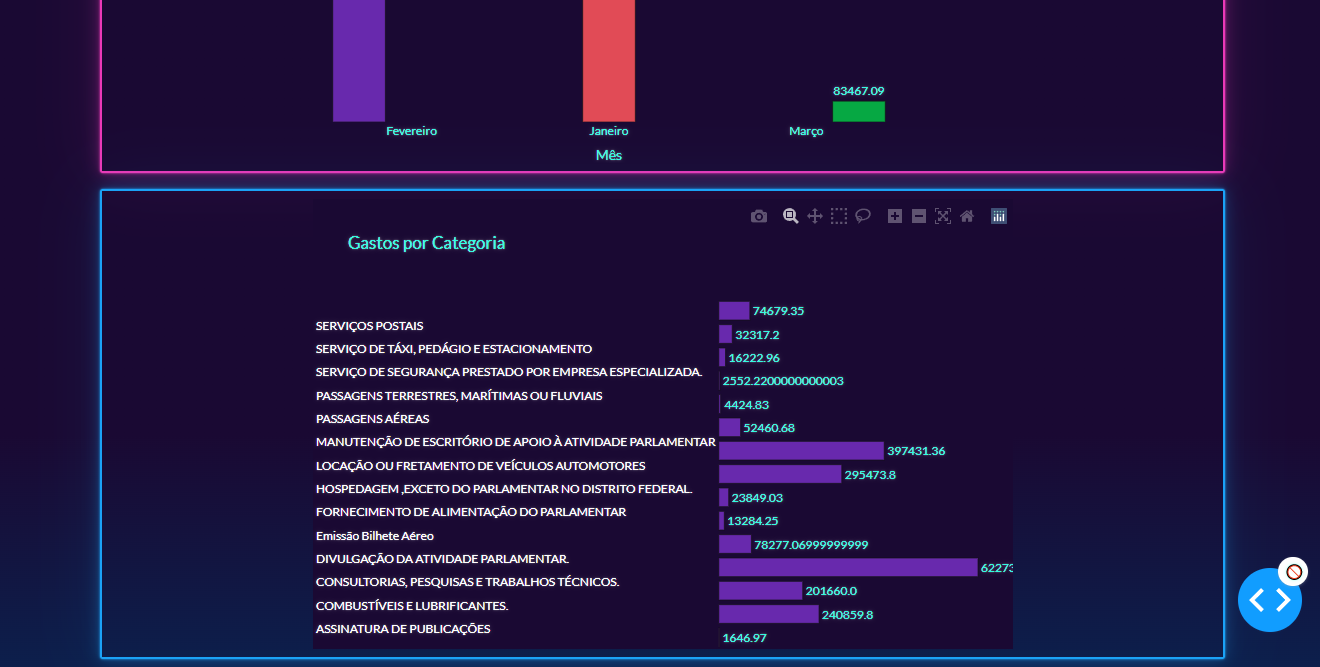 83467.09
Fevereiro
Janeiro
Março
Mês
Gastos por Categoria
74679.35
SERVIÇOS POSTAIS
32317.2
SERVIÇO DE TÁXI, PEDÁGIO E ESTACIONAMENTO
16222.96
SERVIÇO DE SEGURANÇA PRESTADO POR EMPRESA ESPECIALIZADA.
2552.2200000000003
PASSAGENS TERRESTRES, MARÍTIMAS OU FLUVIAIS
4424.83
PASSAGENS AÉREAS
52460.68
MANUTENÇÃO DE ESCRITÓRIO DE APOIO À ATIVIDADE PARLAMENTAR
397431.36
LOCAÇÃO OU FRETAMENTO DE VEÍCULOS AUTOMOTORES
295473.8
HOSPEDAGEM ,EXCETO DO PARLAMENTAR NO DISTRITO FEDERAL.
23849.03
FORNECIMENTO DE ALIMENTAÇÃO DO PARLAMENTAR
13284.25
Emissão Bilhete Aéreo
78277.06999999999
DIVULGAÇÃO DA ATIVIDADE PARLAMENTAR.
62273
CONSULTORIAS, PESQUISAS E TRABALHOS TÉCNICOS.
201660.0
COMBUSTÍVEIS E LUBRIFICANTES.
240859.8
ASSINATURA DE PUBLICAÇÕES
1646.97